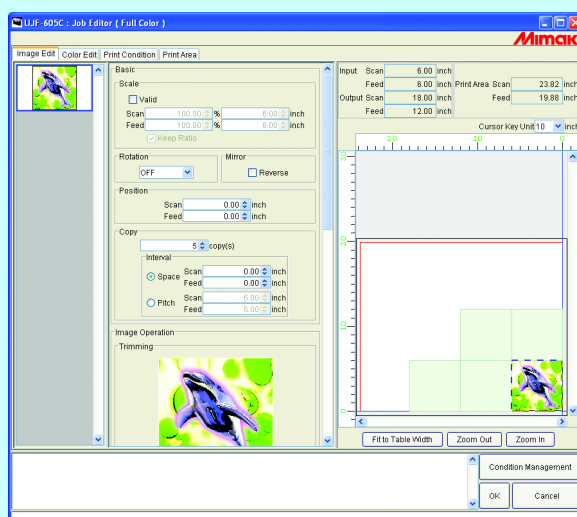 UJF-605C : Job Editor ( Full Color )
Mimaki
Image Edit Color Edit Print Condition Print Area
Basic
Scale
Valid
Scan 100.00 % 6.00 inch
Feed 100.00 % 6.00 inch
Keep Ratio
Rotation Mirror
OFF Reverse
Position
Scan 0.00 inch
Feed 0.00 inch
Copy
5 copy(s)
Interval
Space Scan 0.00 inch
Feed 0.00 inch
Pitch Scan 6.00 inch
Feed 6.00 inch
Image Operation
Trimming
Input Scan 6.00 inch
Feed 6.00 inch Print Area Scan 23.82 inch
Output Scan 18.00 inch Feed 19.88 inch
Feed 12.00 inch
Cursor Key Unit 10 inch
20 10 0
30
20
10
0
Fit to Table Width Zoom Out Zoom In
Condition Management
OK Cancel